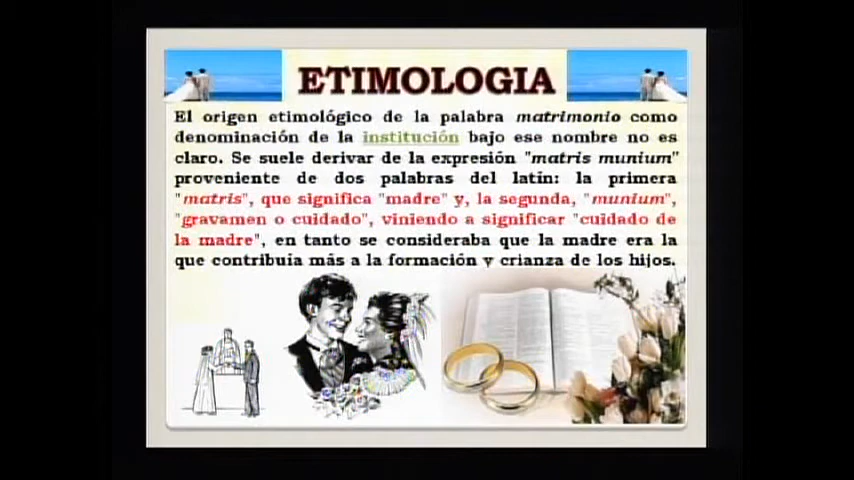 ETIMOLOGIA
El origen etimológico de la palabra matrimonio como
denominación de la institución bajo ese nombre no es
claro. Se suele derivar de la expresión "matris munium"
proveniente de dos palabras del latín: la primera
"matris", que significa "madre" y, la segunda, "munium",
"gravamen o cuidado", viniendo a significar "cuidado de
la madre", en tanto se consideraba que la madre era la
que contribuía más a la formación y crianza de los hijos.